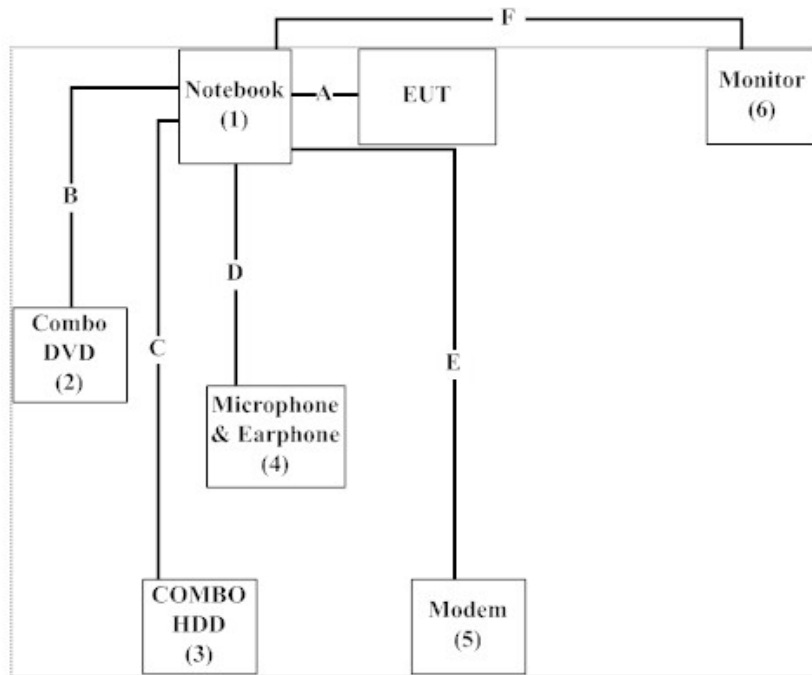 F
Notebook
(1)
A
EUT
Monitor
(6)
B
D
Combo
DVD
(2)
C
E
Microphone
& Earphone
(4)
COMBO
HDD
(3)
Modem
(5)